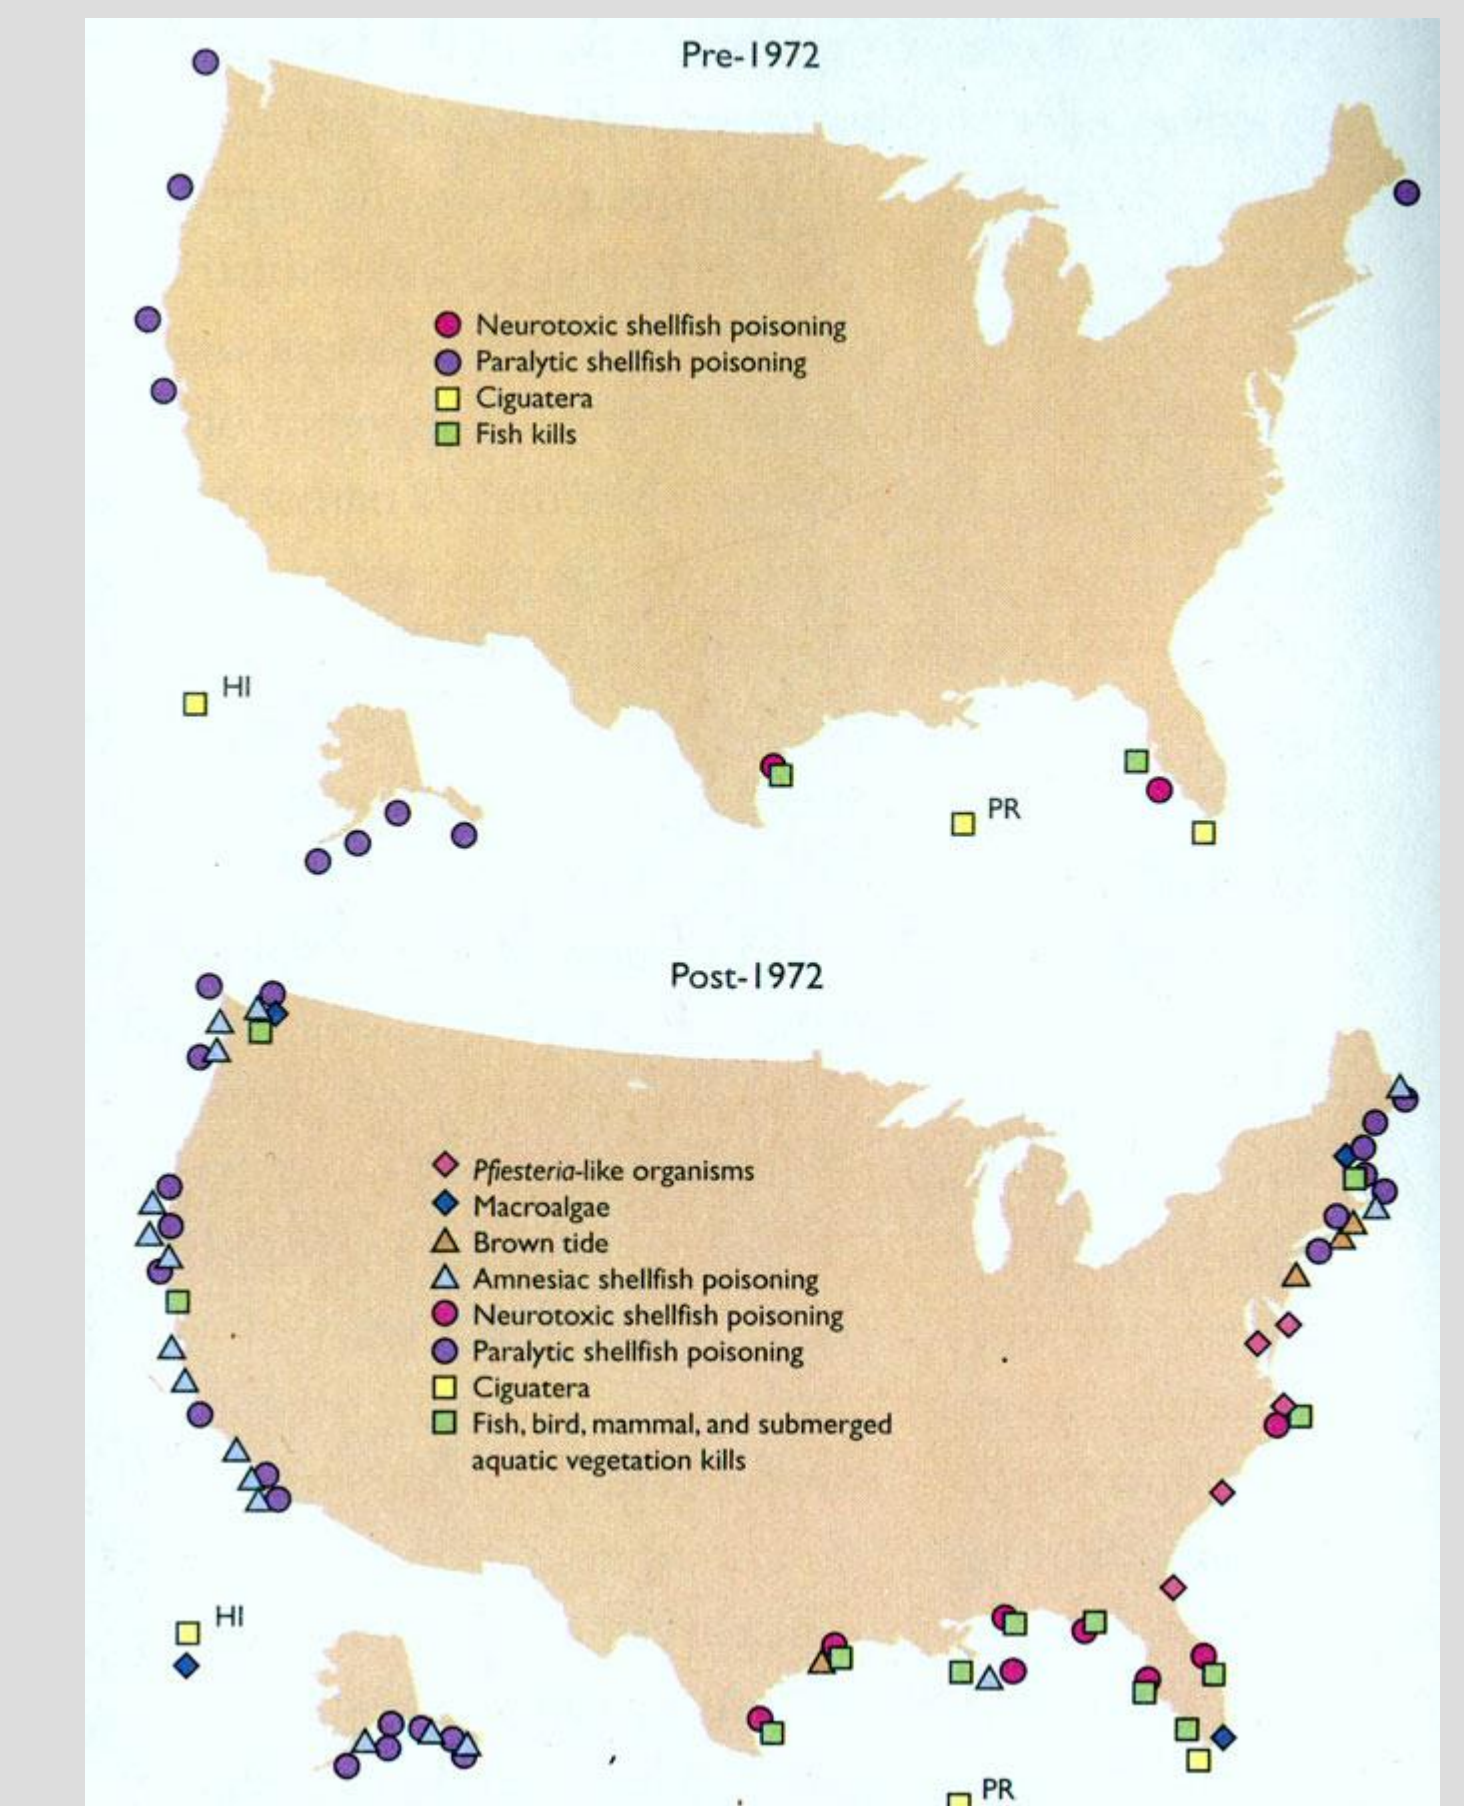 Pre-1972
Neurotoxic shellfish poisoning
Paralytic shellfish poisoning
Ciguatera
Fish kills
HI
PR
Post-1972
Pfiesteria-like organisms
Macroalgae
Brown tide
Amnesiac shellfish poisoning
Neurotoxic shellfish poisoning
Paralytic shellfish poisoning
Ciguatera
Fish, bird, mammal, and submerged
aquatic vegetation kills
HI
PR